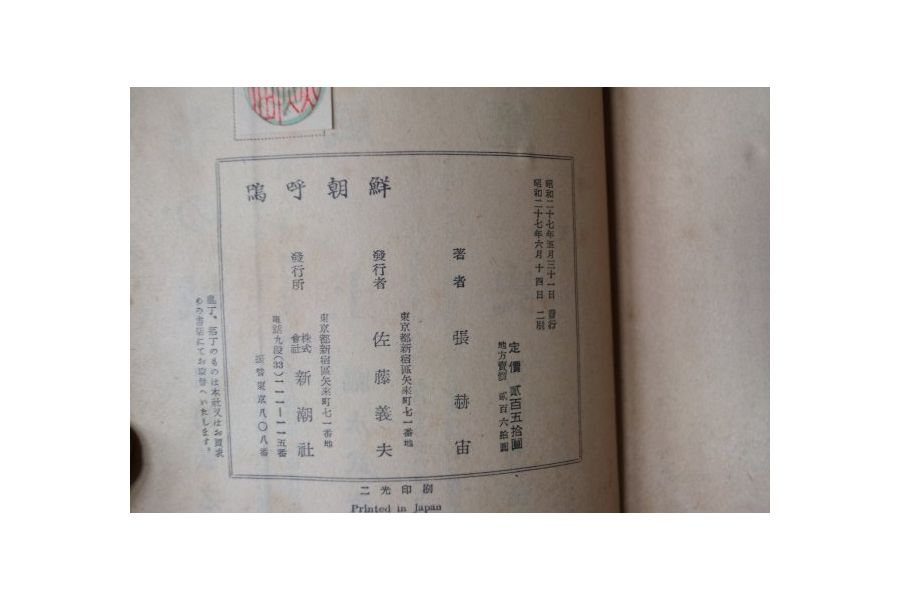 嗚呼朝鮮
昭和二十七年五月三十一日 發行
昭和二十七年六月十四日 二刷
定價 貳百五拾圓
地方賣價 貳百六拾圓
著者 張赫宙
東京都新宿區矢来町七一番地
發行者 佐藤義夫
東京都新宿區矢来町七一番地
發行所 株式會社 新潮社
電話九段(33)一一一一―一五番
振替東京八〇八番
亂丁、落丁のものは本社又はお買求
めの書店にてお取替へいたします。
二光印刷
Printed in Japan